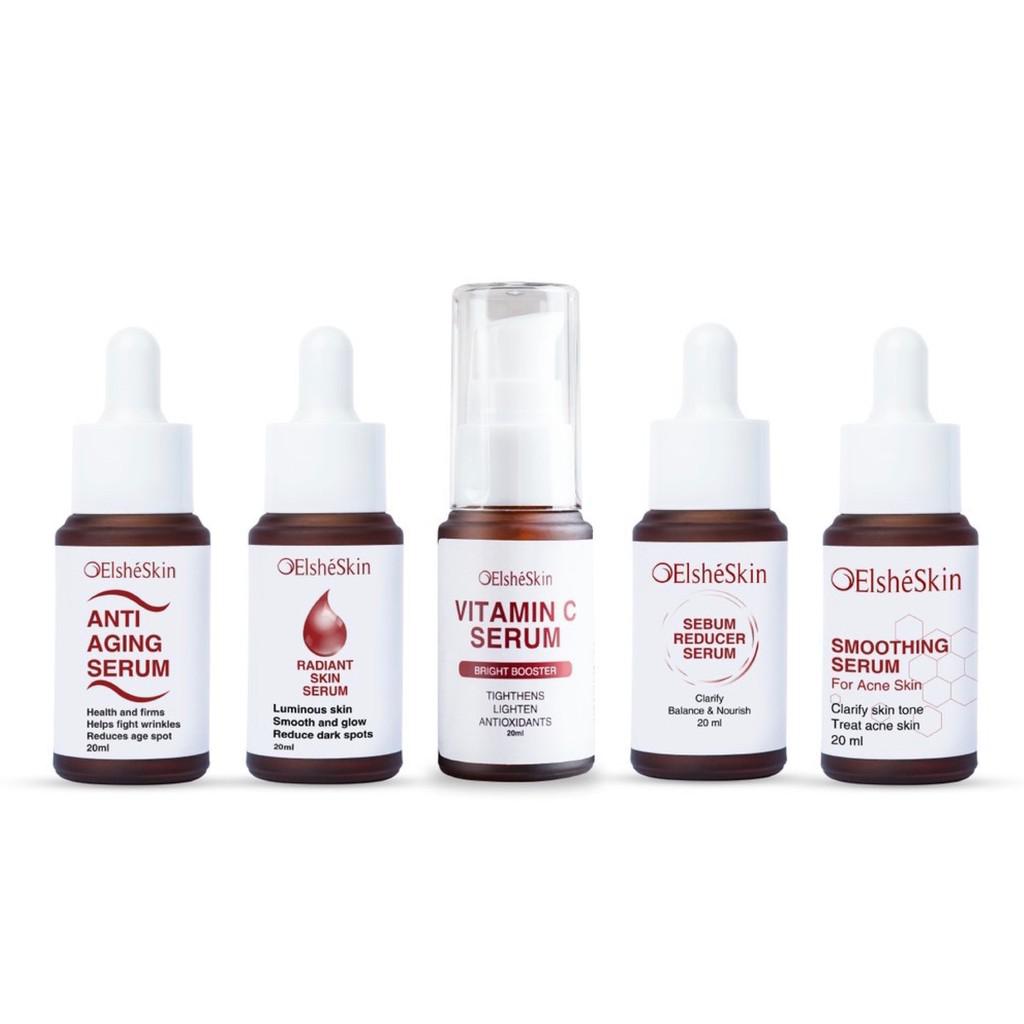 ElshéSkin
ANTI
AGING
SERUM
Health and firms
Helps fight wrinkles
Reduces age spot
20ml
ElshéSkin
RADIANT
SKIN
SERUM
Luminous skin
Smooth and glow
Reduce dark spots
20ml
ElshéSkin
VITAMIN C
SERUM
BRIGHT BOOSTER
TIGHTHENS
LIGHTEN
ANTIOXIDANTS
20ml
ElshéSkin
SEBUM
REDUCER
SERUM
Clarify
Balance & Nourish
20 ml
ElshéSkin
SMOOTHING
SERUM
For Acne Skin
Clarify skin tone
Treat acne skin
20 ml